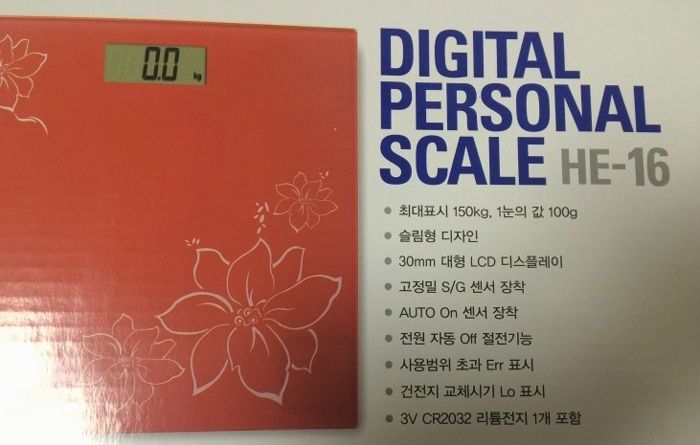 0.0 kg
DIGITAL
PERSONAL
SCALE HE-16
• 최대표시 150kg, 1눈의 값 100g
• 슬림형 디자인
• 30mm 대형 LCD 디스플레이
• 고정밀 S/G 센서 장착
• AUTO On 센서 장착
• 전원 자동 Off 절전기능
• 사용범위 초과 Err 표시
• 건전지 교체시기 Lo 표시
• 3V CR2032 리튬전지 1개 포함